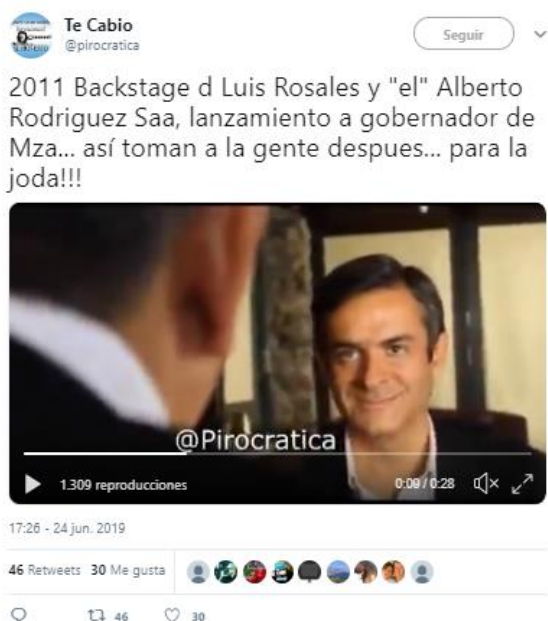 Te Cabio
@pirocratica
Seguir
2011 Backstage d Luis Rosales y "el" Alberto
Rodriguez Saa, lanzamiento a gobernador de
Mza... así toman a la gente despues... para la
joda!!!
@Pirocratica
1.309 reproducciones
0:09 / 0:28
17:26 - 24 jun. 2019
46 Retweets 30 Me gusta
46 30